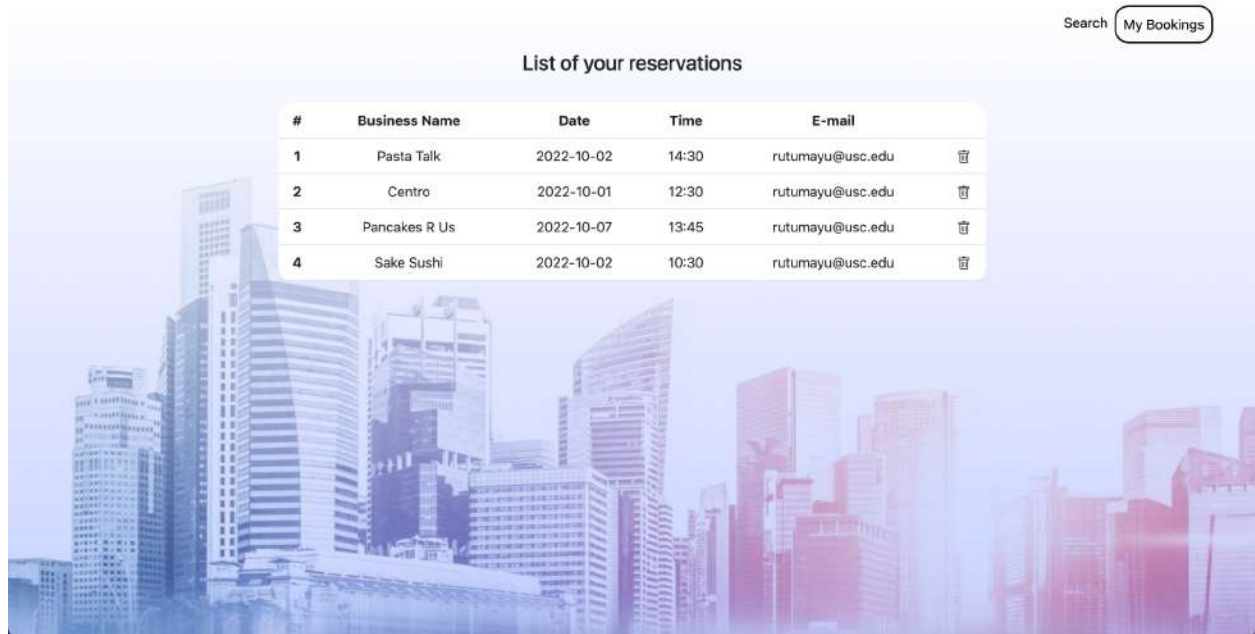 Search My Bookings
List of your reservations
# Business Name Date Time E-mail
1 Pasta Talk 2022-10-02 14:30 rutumayu@usc.edu
2 Centro 2022-10-01 12:30 rutumayu@usc.edu
3 Pancakes R Us 2022-10-07 13:45 rutumayu@usc.edu
4 Sake Sushi 2022-10-02 10:30 rutumayu@usc.edu